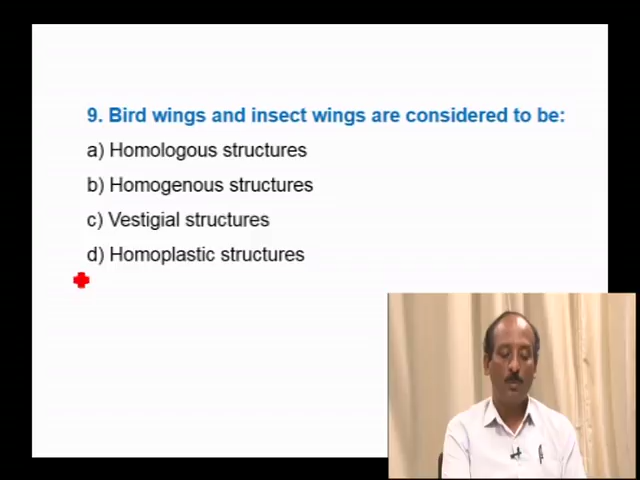 9. Bird wings and insect wings are considered to be:
a) Homologous structures
b) Homogenous structures
c) Vestigial structures
d) Homoplastic structures